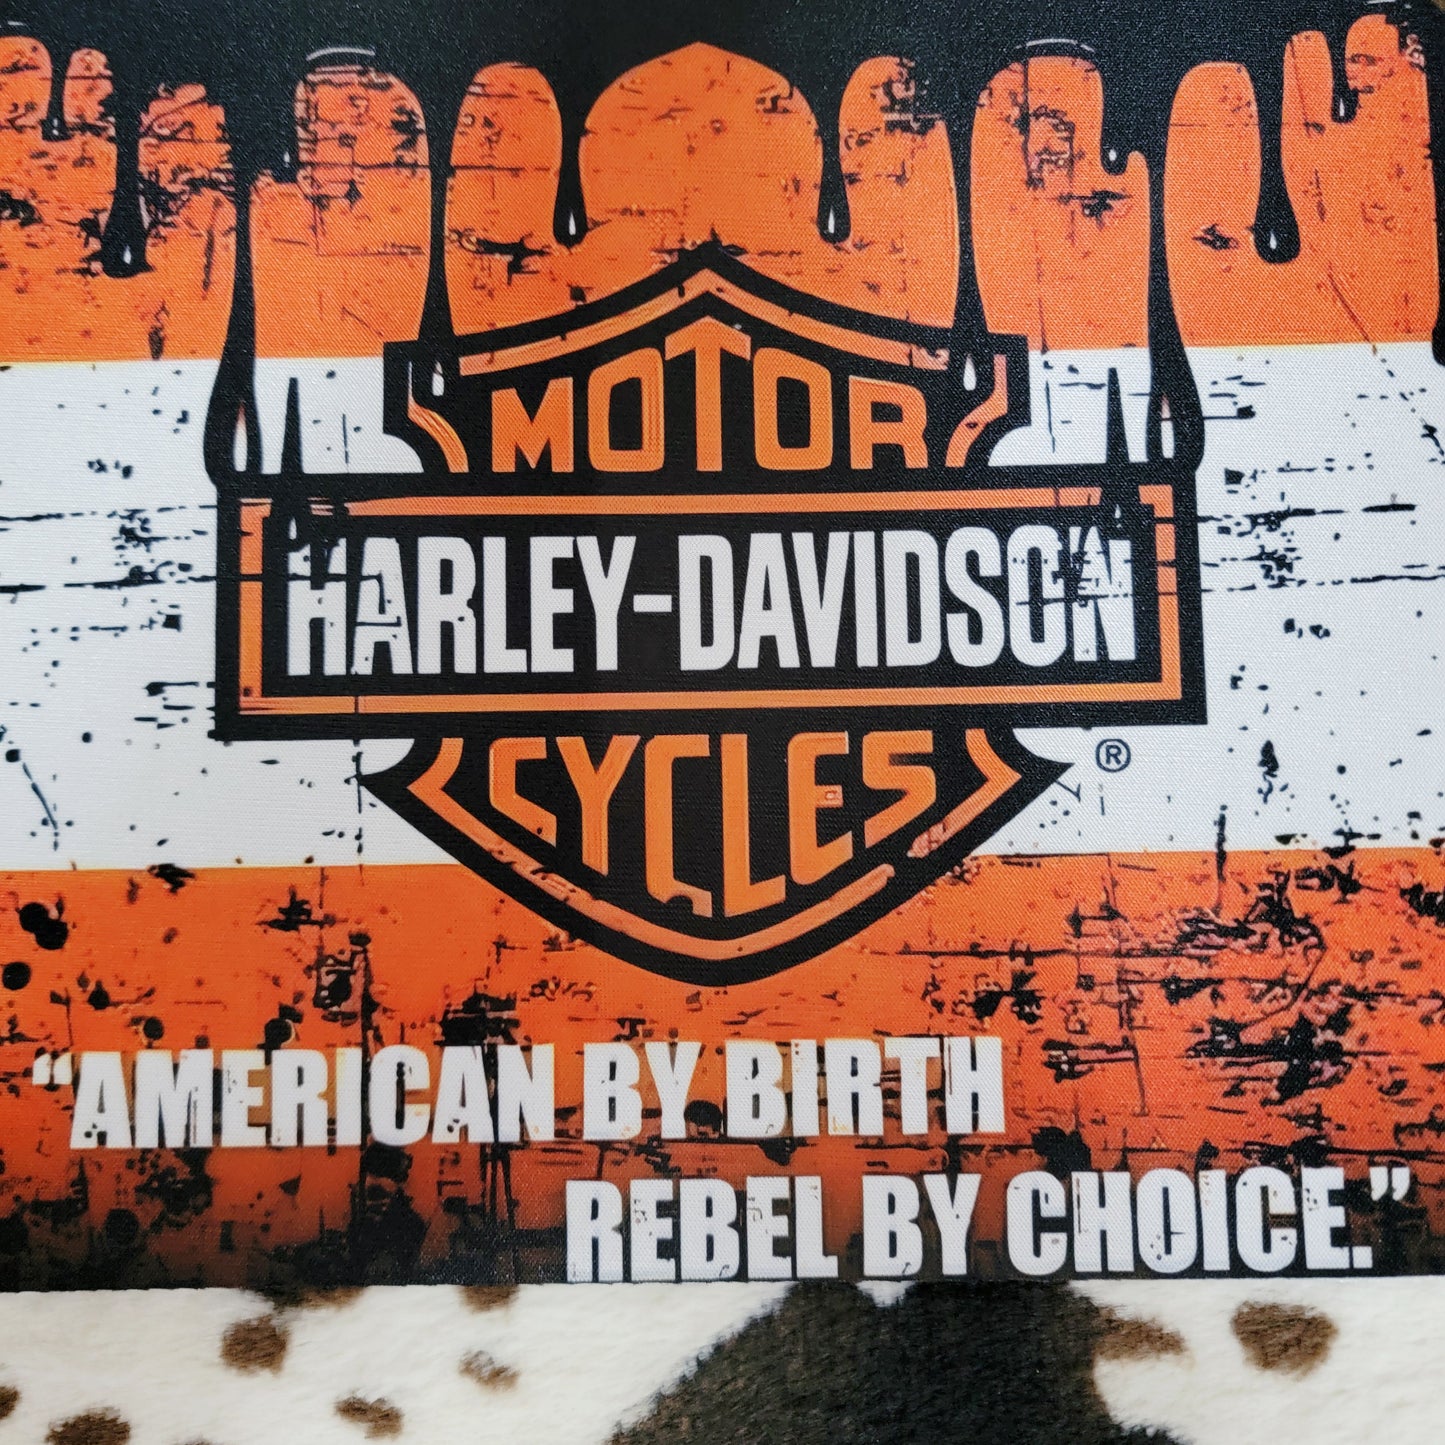 MOTOR
HARLEY-DAVIDSON
CYCLES
®
“AMERICAN BY BIRTH
REBEL BY CHOICE.”